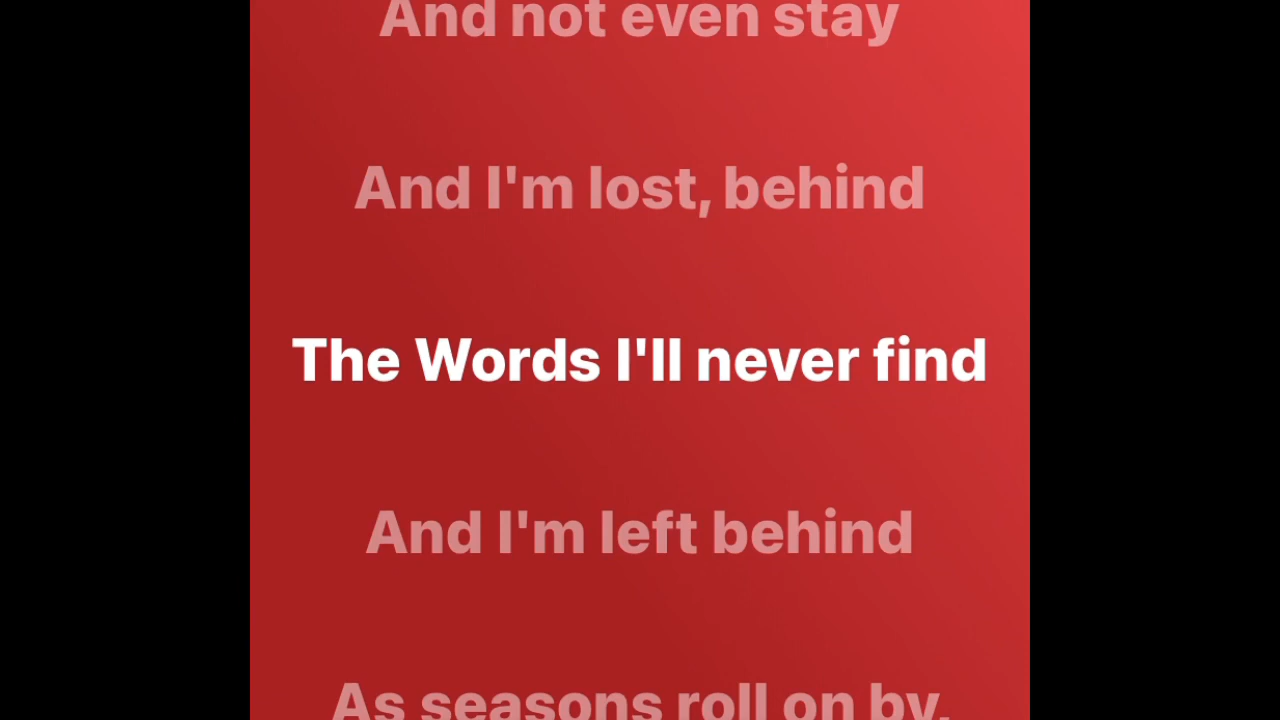 And not even stay
And I'm lost, behind
The Words I'll never find
And I'm left behind
As seasons roll on by.